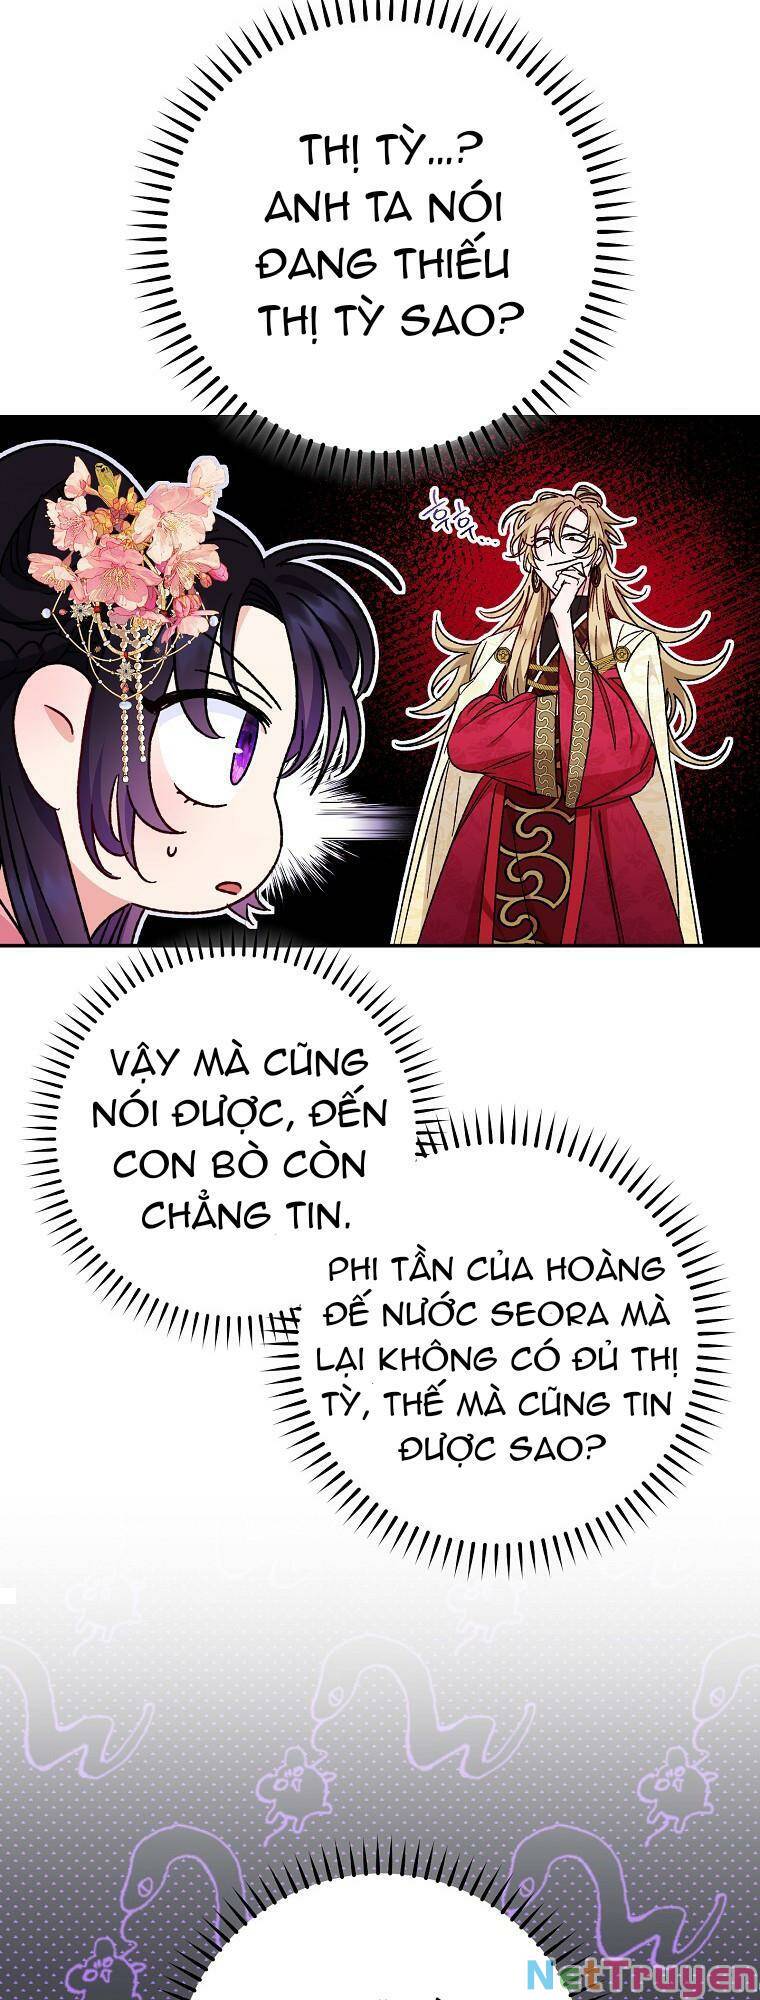 THỊ TỲ...?
ANH TA NÓI
ĐANG THIẾU
THỊ TỲ SAO?
VẬY MÀ CŨNG
NÓI ĐƯỢC, ĐẾN
CON BÒ CÒN
CHẲNG TIN.
PHI TẦN CỦA HOÀNG
ĐẾ NƯỚC SEORA MÀ
LẠI KHÔNG CÓ ĐỦ THỊ
TỲ, THẾ MÀ CŨNG TIN
ĐƯỢC SAO?
NetTruyen